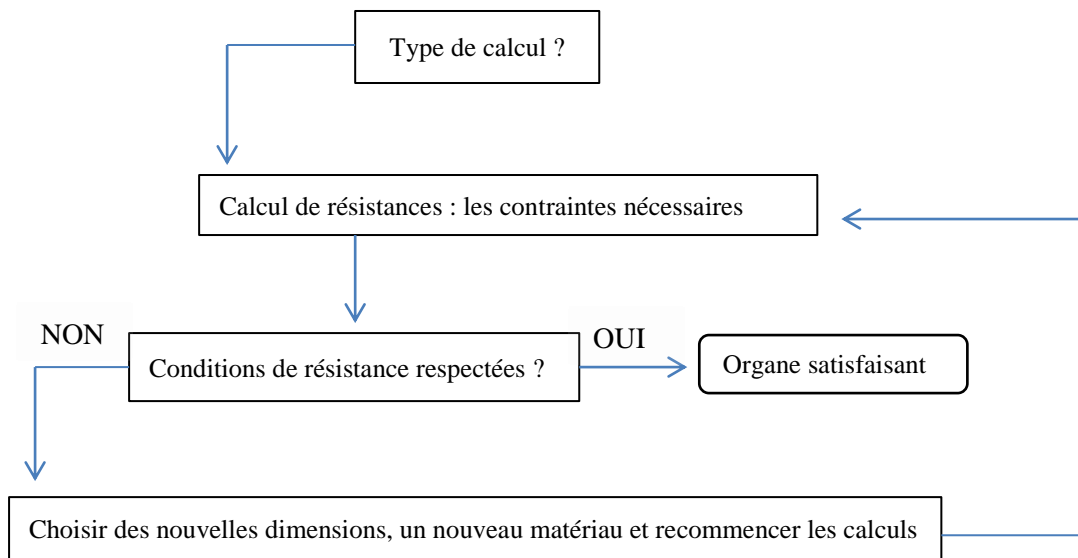 Type de calcul ?
Calcul de résistances : les contraintes nécessaires
NON
OUI
Conditions de résistance respectées ?
Organe satisfaisant
Choisir des nouvelles dimensions, un nouveau matériau et recommencer les calculs